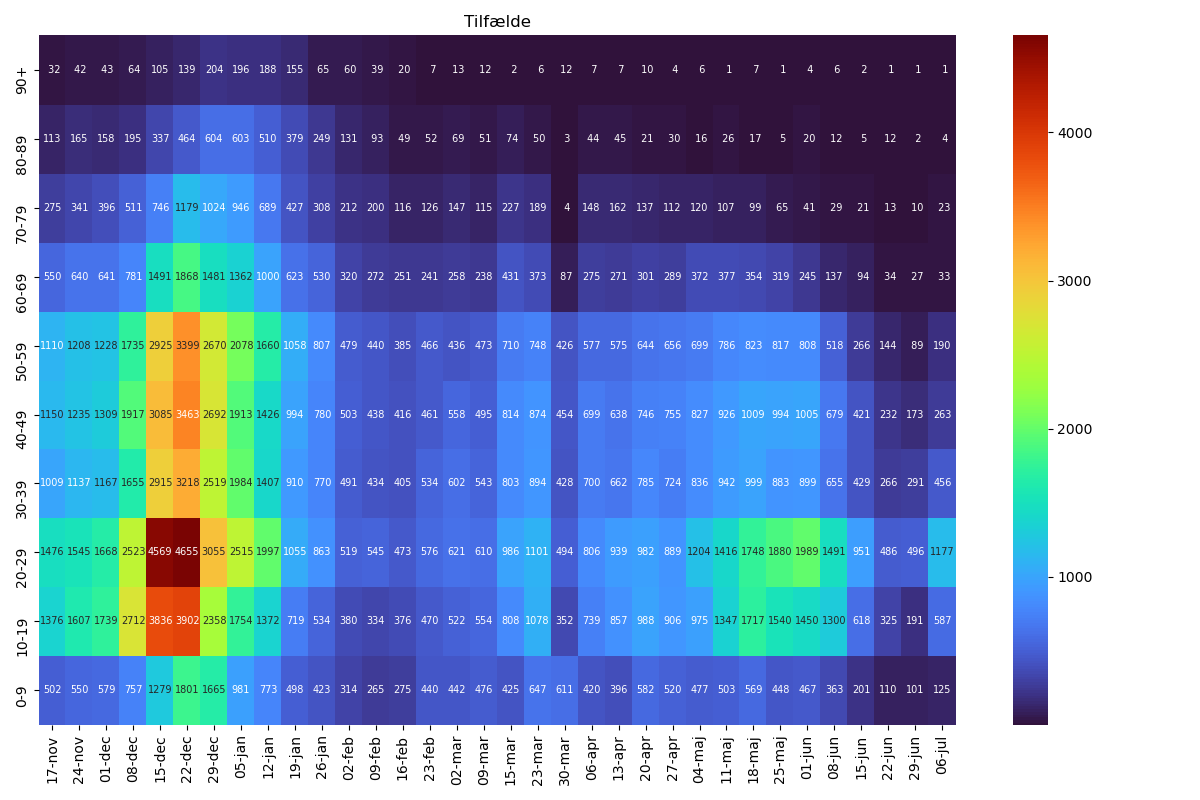 Tilfælde
90+ 32 42 43 64 105 139 204 196 188 155 65 60 39 20 7 13 12 2 6 12 7 7 10 4 6 1 7 1 4 6 2 1 1 1
80-89 113 165 158 195 337 464 604 603 510 379 249 131 93 49 52 69 51 74 50 3 44 45 21 30 16 26 17 5 20 12 5 12 2 4
4000
70-79 275 341 396 511 746 1179 1024 946 689 427 308 212 200 116 126 147 115 227 189 4 148 162 137 112 120 107 99 65 41 29 21 13 10 23
60-69 550 640 641 781 1491 1868 1481 1362 1000 623 530 320 272 251 241 258 238 431 373 87 275 271 301 289 372 377 354 319 245 137 94 34 27 33
3000
50-59 1110 1208 1228 1735 2925 3399 2670 2078 1660 1058 807 479 440 385 466 436 473 710 748 426 577 575 644 656 699 786 823 817 808 518 266 144 89 190
40-49 1150 1235 1309 1917 3085 3463 2692 1913 1426 994 780 503 438 416 461 558 495 814 874 454 699 638 746 755 827 926 1009 994 1005 679 421 232 173 263
2000
30-39 1009 1137 1167 1655 2915 3218 2519 1984 1407 910 770 491 434 405 534 602 543 803 894 428 700 662 785 724 836 942 999 883 899 655 429 266 291 456
20-29 1476 1545 1668 2523 4569 4655 3055 2515 1997 1055 863 519 545 473 576 621 610 986 1101 494 806 939 982 889 1204 1416 1748 1880 1989 1491 951 486 496 1177
1000
10-19 1376 1607 1739 2712 3836 3902 2358 1754 1372 719 534 380 334 376 470 522 554 808 1078 352 739 857 988 906 975 1347 1717 1540 1450 1300 618 325 191 587
0-9 502 550 579 757 1279 1801 1665 981 773 498 423 314 265 275 440 442 476 425 647 611 420 396 582 520 477 503 569 448 467 363 201 110 101 125
17-nov 24-nov 01-dec 08-dec 15-dec 22-dec 29-dec 05-jan 12-jan 19-jan 26-jan 02-feb 09-feb 16-feb 23-feb 02-mar 09-mar 15-mar 23-mar 30-mar 06-apr 13-apr 20-apr 27-apr 04-maj 11-maj 18-maj 25-maj 01-jun 08-jun 15-jun 22-jun 29-jun 06-jul